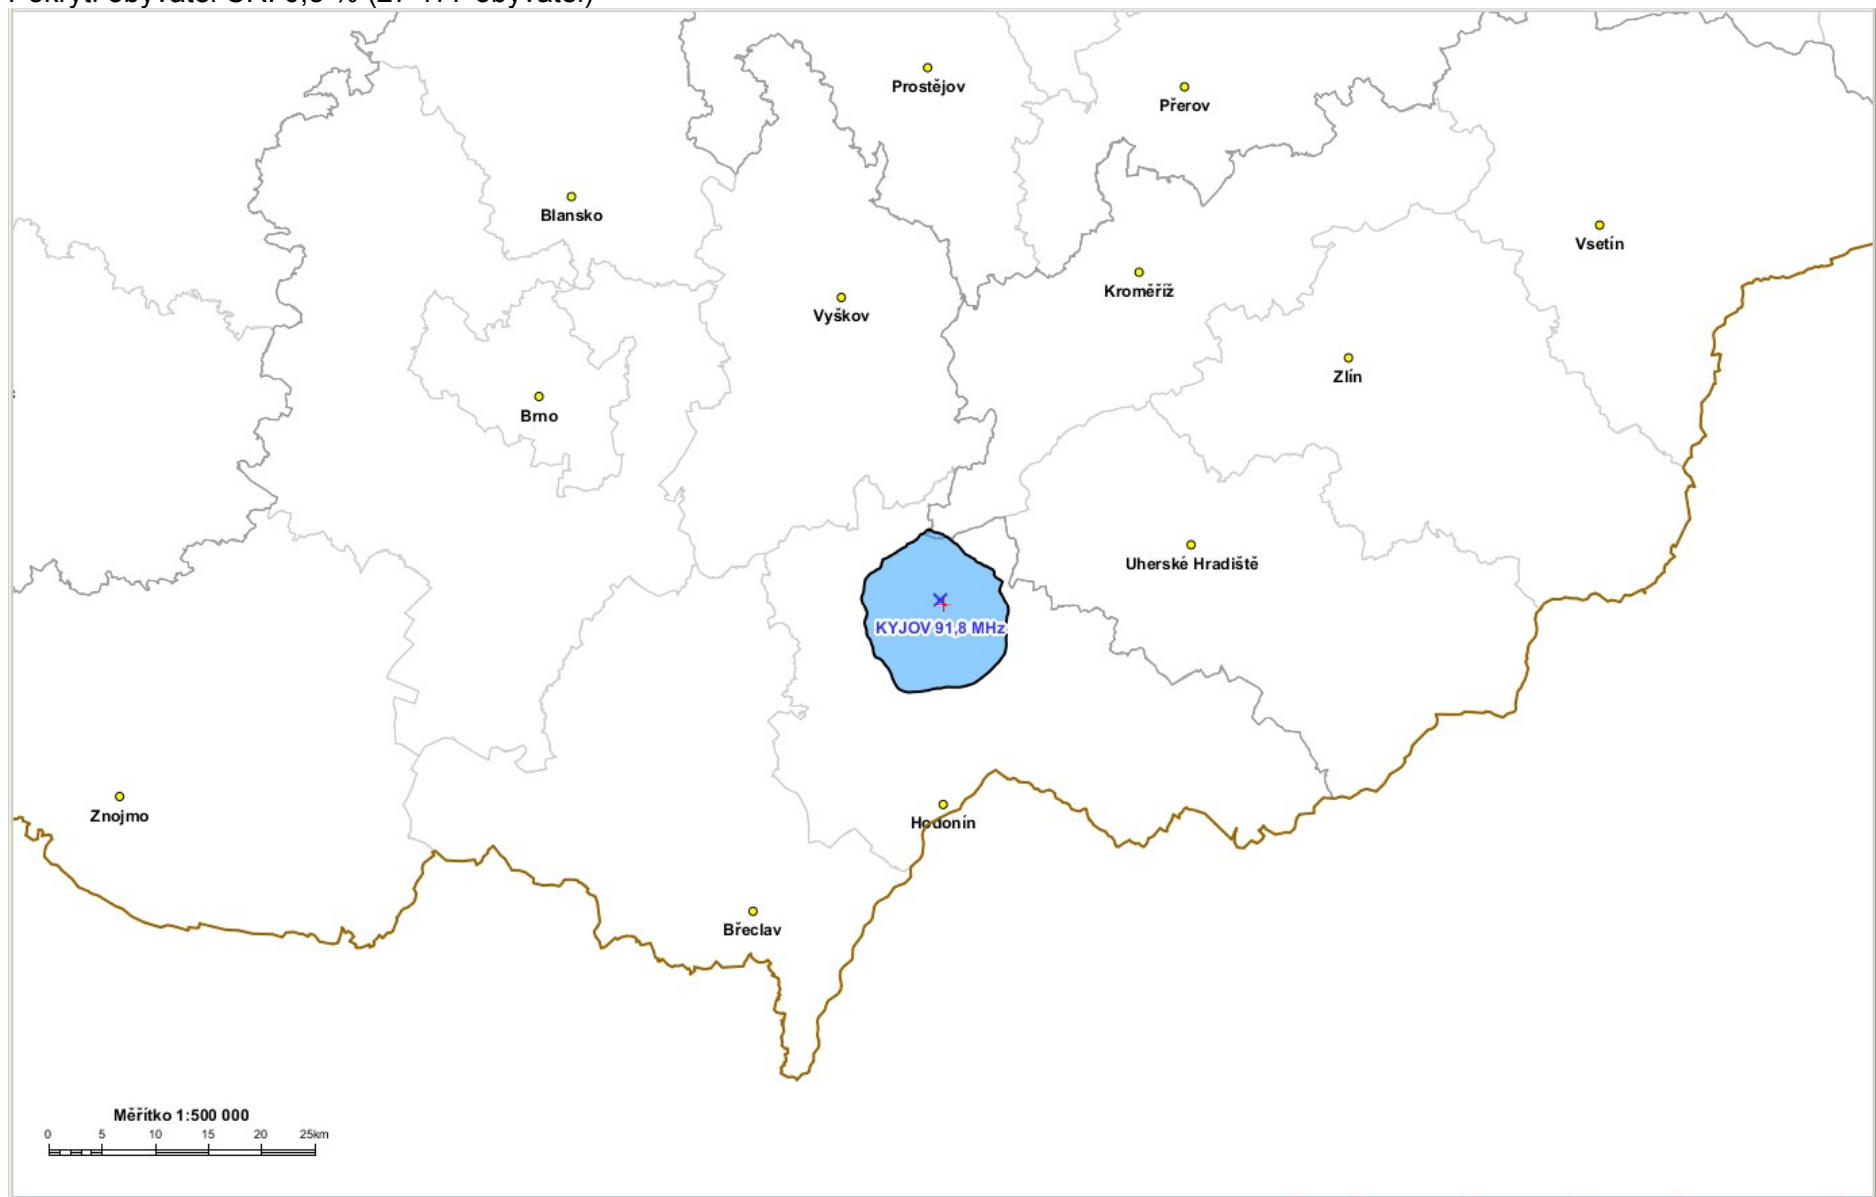 Prostějov
Přerov
Blansko
Vsetín
Kroměříž
Vyškov
Zlín
Brno
Uherské Hradiště
KYJOV 91,8 MHz
Znojmo
Hodonín
Břeclav
Měřítko 1:500 000
0 5 10 15 20 25km